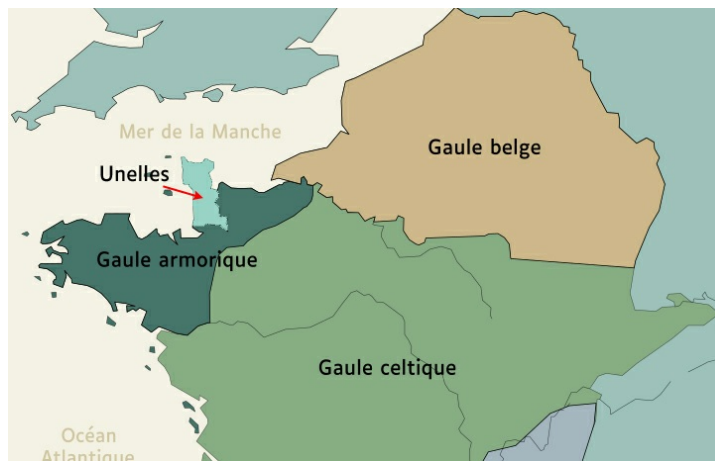 Mer de la Manche
Gaule belge
Unelles
Gaule armorique
Gaule celtique
Océan
Atlantique